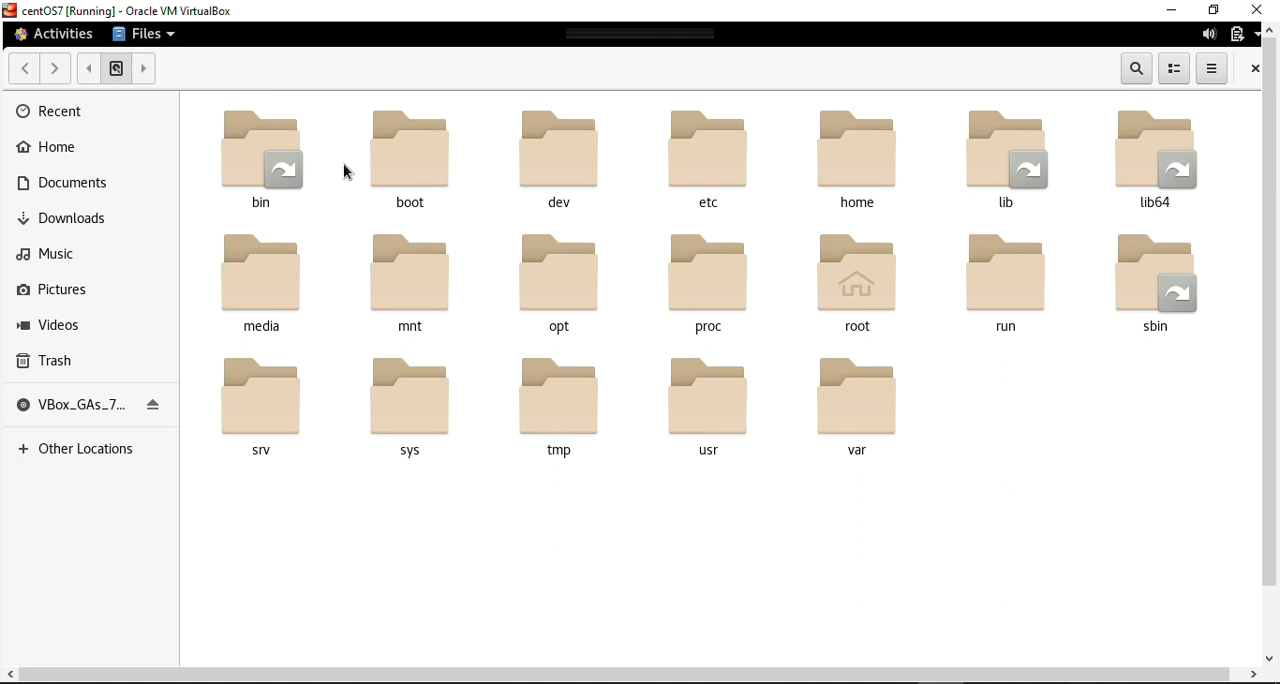 centOS7 [Running] - Oracle VM VirtualBox
Activities Files
Recent
Home
Documents
Downloads
Music
Pictures
Videos
Trash
VBox_GAs_7...
+ Other Locations
bin boot dev etc home lib lib64
media mnt opt proc root run sbin
srv sys tmp usr var